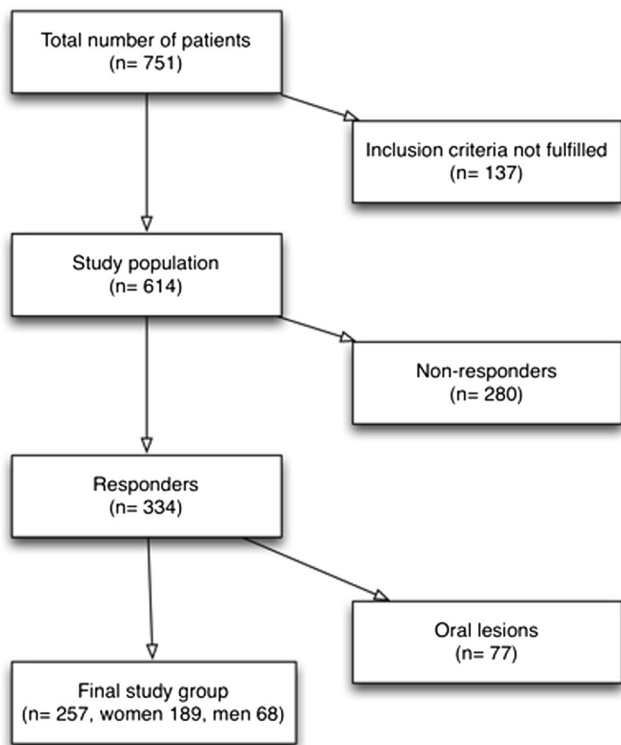 Total number of patients
(n= 751)
Inclusion criteria not fulfilled
(n= 137)
Study population
(n= 614)
Non-responders
(n= 280)
Responders
(n= 334)
Oral lesions
(n= 77)
Final study group
(n= 257, women 189, men 68)